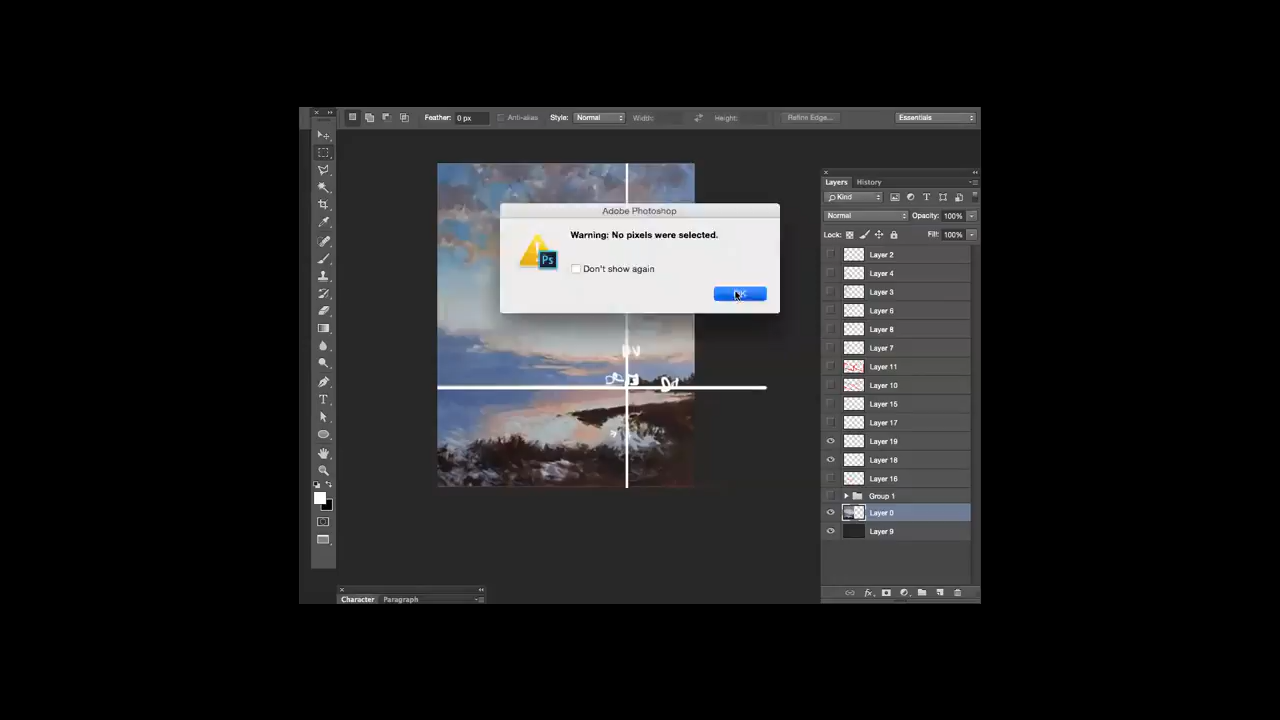 Feather: 0 px Anti-alias Style: Normal Width: Height: Refine Edge... Essentials
Adobe Photoshop
Warning: No pixels were selected.
Ps
Don't show again
OK
Layers History
Kind
Normal Opacity: 100%
Lock: Fill: 100%
Layer 2
Layer 4
Layer 3
Layer 6
Layer 8
Layer 7
Layer 11
Layer 10
Layer 15
Layer 17
Layer 19
Layer 18
Layer 16
Group 1
Layer 0
Layer 9
Character Paragraph